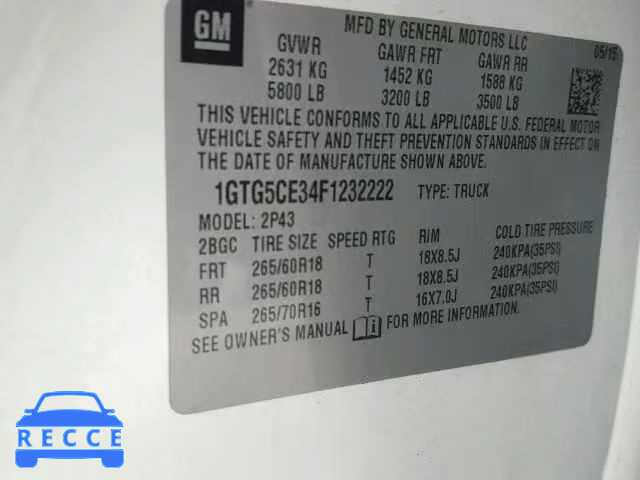 GM
MFD BY GENERAL MOTORS LLC
05/15
GVWR GAWR FRT GAWR RR
2631 KG 1452 KG 1588 KG
5800 LB 3200 LB 3500 LB
THIS VEHICLE CONFORMS TO ALL APPLICABLE U.S. FEDERAL MOTOR
VEHICLE SAFETY AND THEFT PREVENTION STANDARDS IN EFFECT ON
THE DATE OF MANUFACTURE SHOWN ABOVE.
1GTG5CE34F1232222 TYPE: TRUCK
MODEL: 2P43
2BGC TIRE SIZE SPEED RTG RIM COLD TIRE PRESSURE
FRT 265/60R18 T 18X8.5J 240KPA(35PSI)
RR 265/60R18 T 18X8.5J 240KPA(35PSI)
SPA 265/70R16 T 16X7.0J 240KPA(35PSI)
SEE OWNER'S MANUAL FOR MORE INFORMATION.
RECCE